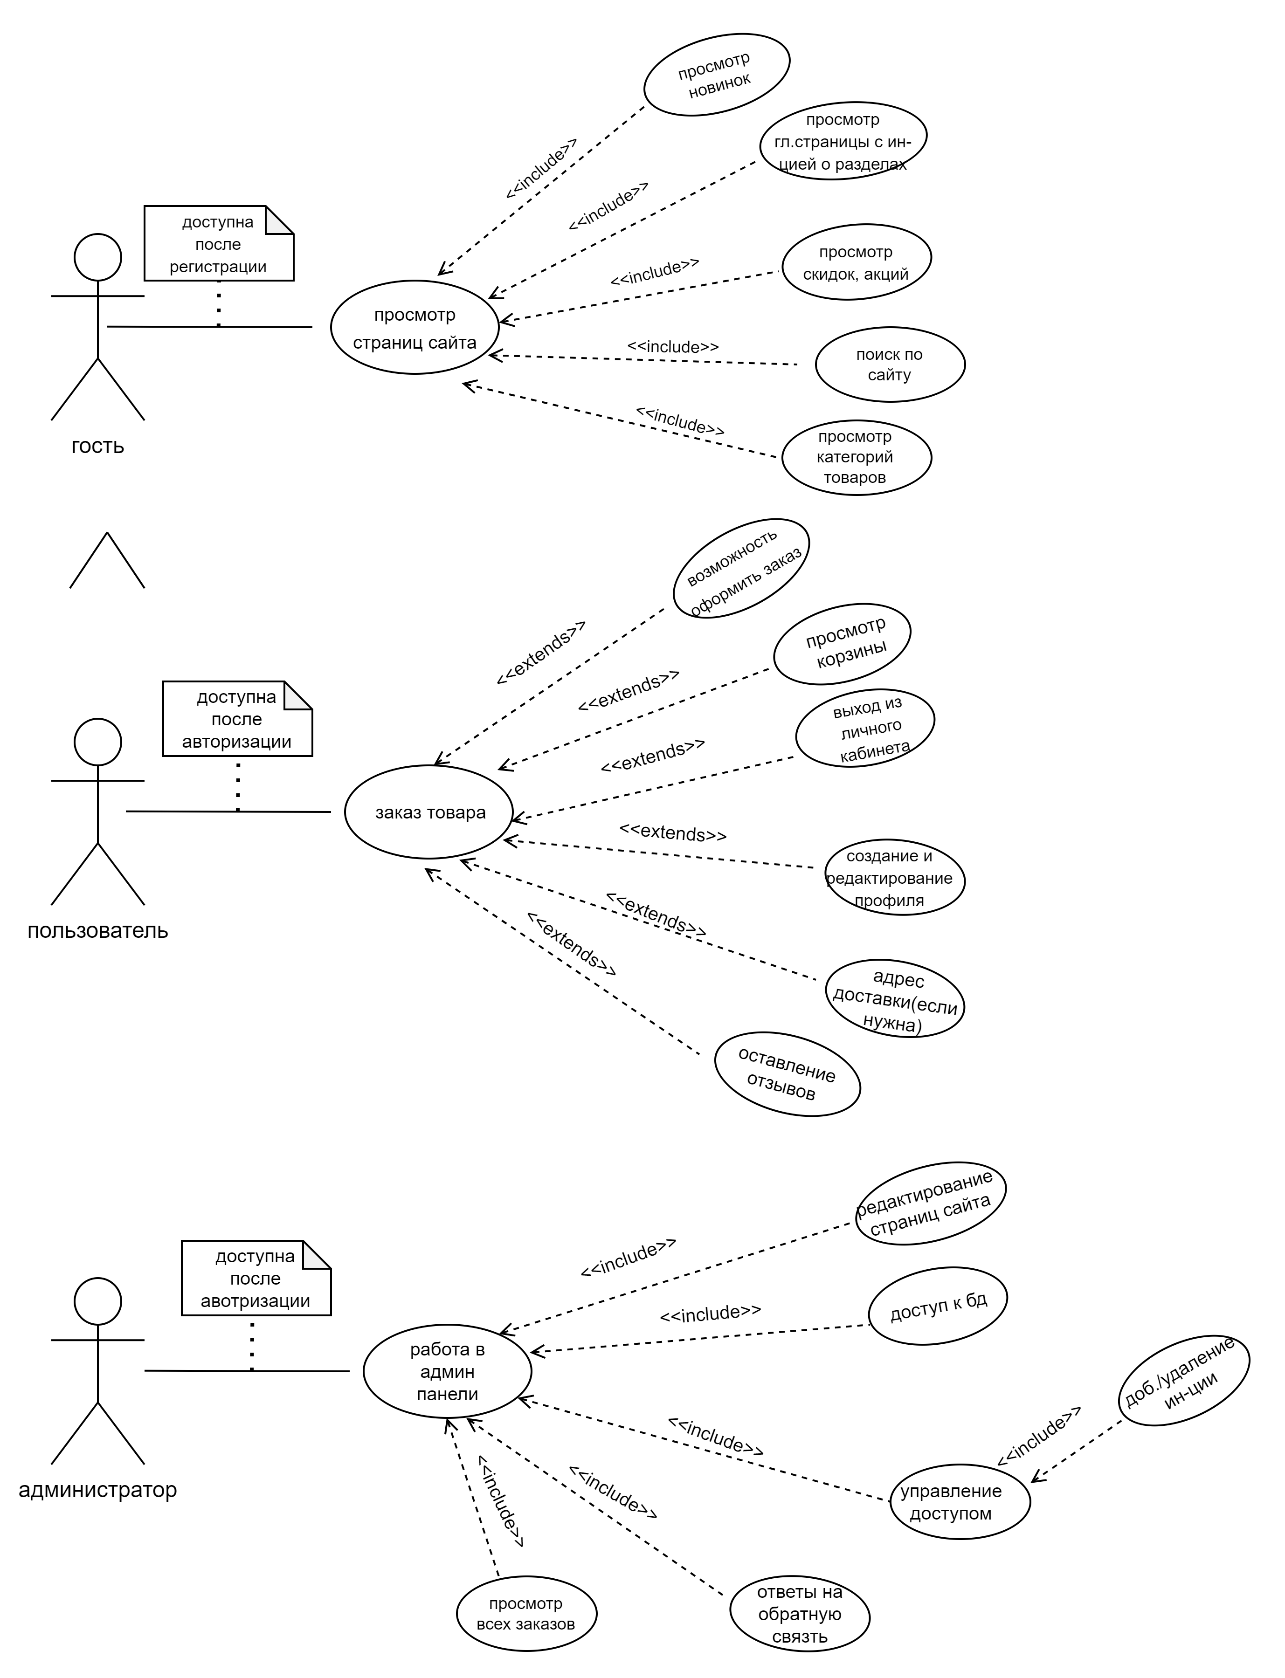 просмотр
новинок
<<include>>
просмотр
гл.страницы с ин-
цией о разделах
<<include>>
доступна
после
регистрации
просмотр
скидок, акций
<<include>>
просмотр
страниц сайта
<<include>>
поиск по
сайту
<<include>>
просмотр
категорий
товаров
гость
возможность
оформить заказ
<<extends>>
просмотр
корзины
<<extends>>
доступна
после
авторизации
выход из
личного
кабинета
<<extends>>
заказ товара
<<extends>>
создание и
редактирование
профиля
<<extends>>
пользователь
<<extends>>
адрес
доставки(если
нужна)
оставление
отзывов
редактирование
страниц сайта
<<include>>
доступна
после
авотризации
доступ к бд
<<include>>
работа в
админ
панели
доб./удаление
ин-ции
<<include>>
<<include>>
управление
доступом
администратор
<<include>>
<<include>>
просмотр
всех заказов
ответы на
обратную
связть